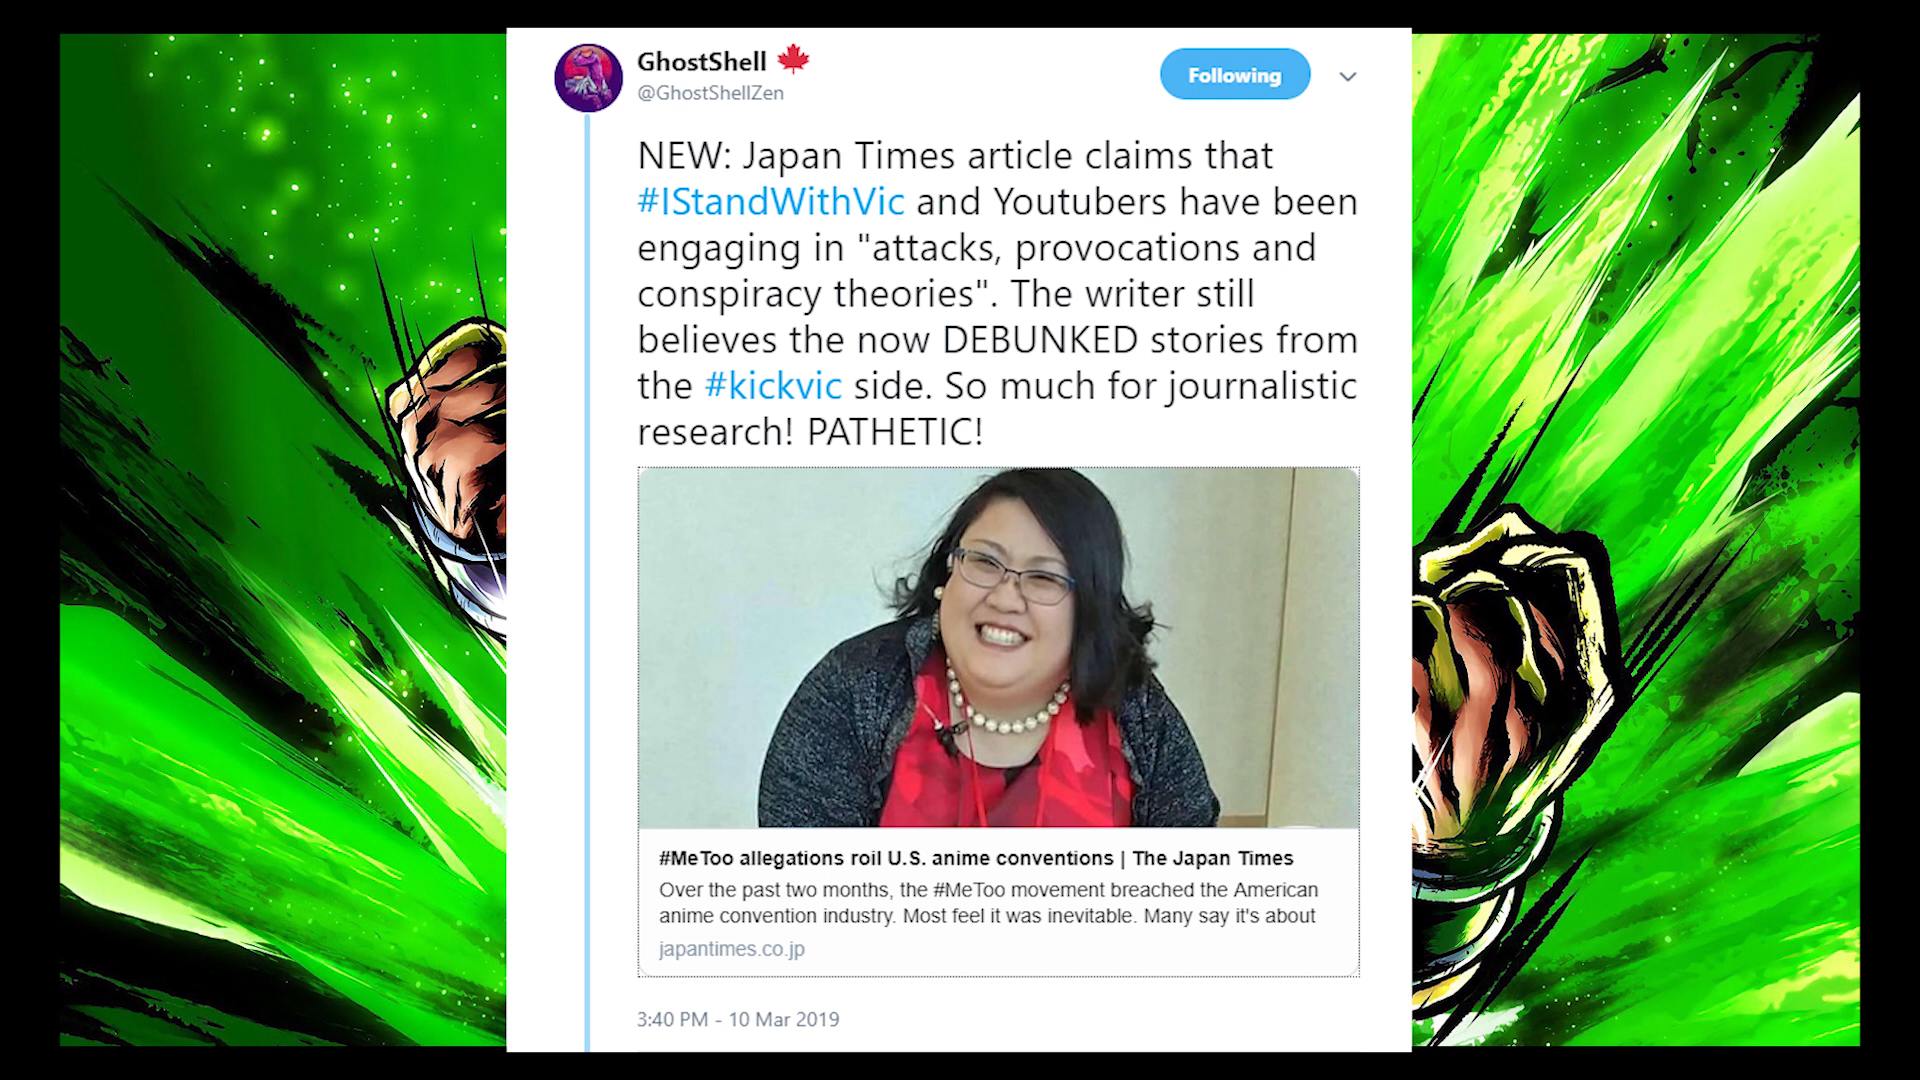 GhostShell
@GhostShellZen
Following
NEW: Japan Times article claims that
#IStandWithVic and Youtubers have been
engaging in "attacks, provocations and
conspiracy theories". The writer still
believes the now DEBUNKED stories from
the #kickvic side. So much for journalistic
research! PATHETIC!
#MeToo allegations roil U.S. anime conventions | The Japan Times
Over the past two months, the #MeToo movement breached the American
anime convention industry. Most feel it was inevitable. Many say it's about
japantimes.co.jp
3:40 PM - 10 Mar 2019